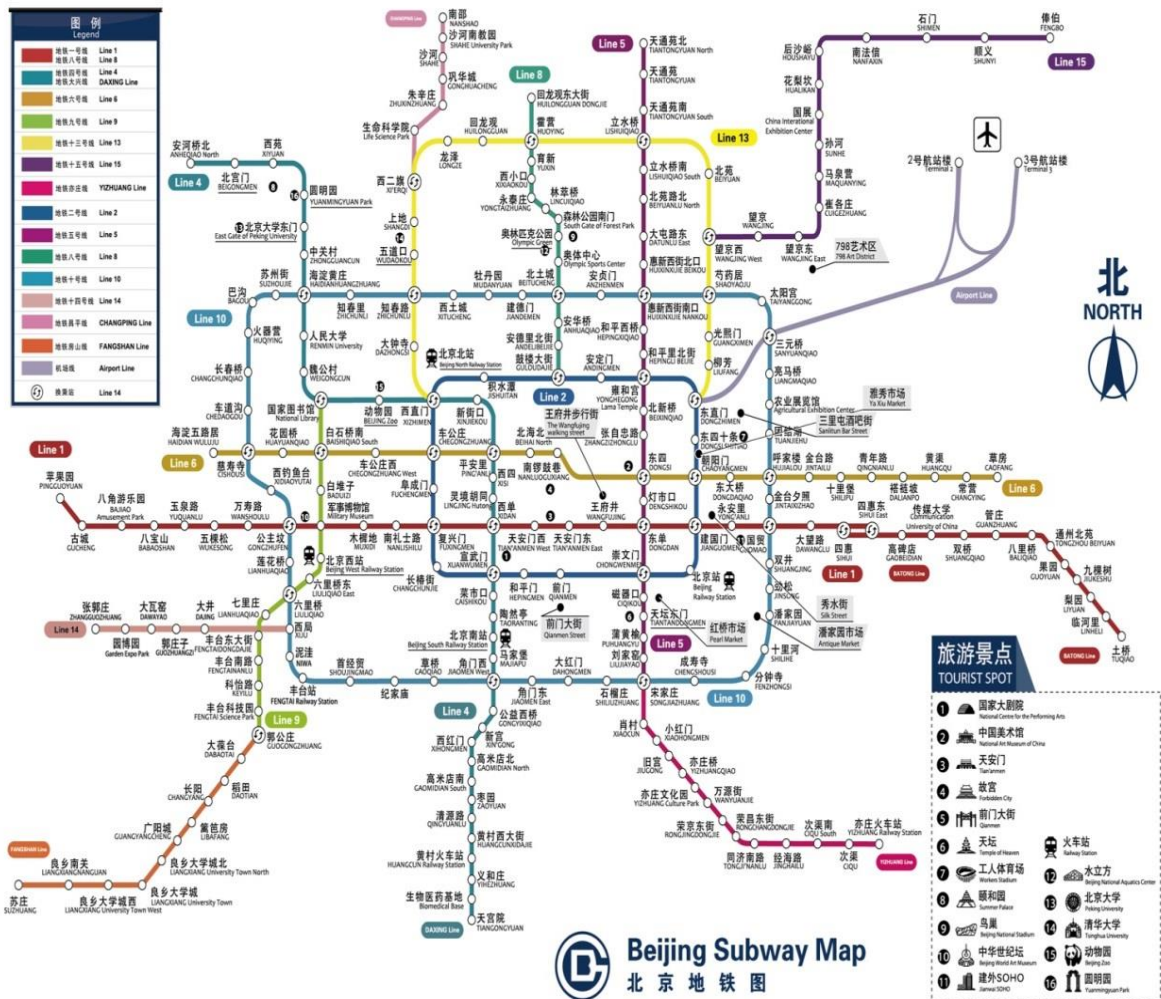 图 例
Legend
地铁一号线 Line 1
地铁八号线 Line 8
地铁四号线 Line 4
地铁大兴线 DAXING Line
地铁六号线 Line 6
地铁九号线 Line 9
地铁十三号线 Line 13
地铁十五号线 Line 15
地铁亦庄线 YIZHUANG Line
地铁二号线 Line 2
地铁五号线 Line 5
地铁八号线 Line 8
地铁十号线 Line 10
地铁十四号线 Line 14
地铁昌平线 CHANGPING Line
地铁房山线 FANGSHAN Line
机场线 Airport Line
换乘站 Line 14
CHANGPING Line
南邵
NANSHAO
沙河高教园
SHAHE University Park
沙河
SHAHE
巩华城
GONGHUACHENG
朱辛庄
ZHUXINZHUANG
生命科学院
Life Science Park
西二旗
XI'ERQI
Line 8
回龙观东大街
HUILONGGUAN DONGJIE
霍营
HUOYING
育新
YUXIN
西小口
XIXIAOKOU
永泰庄
YONGTAIZHUANG
林萃桥
LINCUIQIAO
森林公园南门
South Gate of Forest Park
奥林匹克公园
Olympic Green
奥体中心
Olympic Sports Center
北土城
BEITUCHENG
安华桥
ANHUAQIAO
安德里北街
ANDELIBEIJIE
鼓楼大街
GULOUDAJIE
Line 5
天通苑北
TIANTONGYUAN North
天通苑
TIANTONGYUAN
天通苑南
TIANTONGYUAN South
立水桥
LISHUIQIAO
立水桥南
LISHUIQIAO South
北苑路北
BEIYUANLU North
大屯路东
DATUNLU East
惠新西街北口
HUIXINXIJIE BEIKOU
惠新西街南口
HUIXINXIJIE NANKOU
和平西桥
HEPINGXIQIAO
和平里北街
HEPINGLI BEIJIE
雍和宫
YONGHEGONG
Lama Temple
北新桥
BEIXINQIAO
张自忠路
ZHANGZIZHONGLU
东四
DONGSI
灯市口
DENGSHIKOU
东单
DONGDAN
崇文门
CHONGWENMEN
磁器口
CIQIKOU
天坛东门
TIANTANDONGMEN
蒲黄榆
PUHUANGYU
刘家窑
LIUJIAYAO
Line 5
宋家庄
SONGJIAZHUANG
Line 13
回龙观
HUILONGGUAN
龙泽
LONGZE
上地
SHANGDI
五道口
WUDAOKOU
知春路
ZHICHUNLU
大钟寺
DAZHONGSI
西直门
XIZHIMEN
北苑
BEIYUAN
望京西
WANGJING West
芍药居
SHAOYAOJU
光熙门
GUANGXIMEN
柳芳
LIUFANG
东直门
DONGZHIMEN
Line 15
俸伯
FENGBO
顺义
SHUNYI
石门
SHIMEN
南法信
NANFAXIN
后沙峪
HOUSHAYU
花梨坎
HUALIKAN
国展
China International
Exhibition Center
孙河
SUNHE
马泉营
MAQUANYING
崔各庄
CUIGEZHUANG
望京东
WANGJING East
望京
WANGJING
798艺术区
798 Art District
2号航站楼
Terminal 2
3号航站楼
Terminal 3
Airport Line
北
NORTH
Line 4
安河桥北
ANHEQIAO North
北宫门
BEIGONGMEN
西苑
XIYUAN
圆明园
YUANMINGYUAN Park
北京大学东门
East Gate of Peking University
中关村
ZHONGGUANCUN
海淀黄庄
HAIDIANHUANGZHUANG
人民大学
RENMIN University
魏公村
WEIGONGCUN
国家图书馆
National Library
动物园
BEIJING Zoo
新街口
XINJIEKOU
平安里
PING'ANLI
西四
XISI
灵境胡同
LINGJING Hutong
西单
XIDAN
宣武门
XUANWUMEN
菜市口
CAISHIKOU
陶然亭
TAORANTING
北京南站
BEIJING South Railway Station
马家堡
MAJIAPU
角门西
JIAOMEN West
Line 4
公益西桥
GONGYIXIQIAO
新宫
XIN'GONG
西红门
XIHONGMEN
高米店北
GAOMIDIAN North
高米店南
GAOMIDIAN South
枣园
ZAOYUAN
清源路
QINGYUANLU
黄村西大街
HUANGCUNXIDAJIE
黄村火车站
HUANGCUN Railway Station
义和庄
YIHEZHUANG
生物医药基地
Biomedical Base
天宫院
TIANGONGYUAN
DAXING Line
Line 10
巴沟
BAGOU
苏州街
SUZHOUJIE
知春里
ZHICHUNLI
西土城
XITUCHENG
牡丹园
MUDANYUAN
建德门
JIANDEMEN
安贞门
ANZHENMEN
太阳宫
TAIYANGGONG
三元桥
SANYUANQIAO
亮马桥
LIANGMAQIAO
农业展览馆
Agricultural Exhibition Center
团结湖
TUANJIEHU
呼家楼
HUJIALOU
金台夕照
JINTAIXIZHAO
国贸
GUOMAO
双井
SHUANGJING
劲松
JINSONG
潘家园
PANJIAYUAN
十里河
SHILIHE
分钟寺
FENZHONGSI
成寿寺
CHENGSHOUSI
Line 10
石榴庄
SHILIUZHUANG
大红门
DAHONGMEN
角门东
JIAOMEN East
草桥
CAOQIAO
纪家庙
JIJIAMIAO
首经贸
SHOUJINGMAO
丰台站
FENGTAI Railway Station
泥洼
NIWA
西局
XIJU
六里桥
LIULIQIAO
莲花桥
LIANHUAQIAO
公主坟
GONGZHUFEN
西钓鱼台
XIDIAOYUTAI
慈寿寺
CISHOUSI
车道沟
CHEDAOGOU
长春桥
CHANGCHUNQIAO
火器营
HUQIYING
北京北站
Beijing North Railway Station
积水潭
JISHUITAN
Line 2
安定门
ANDINGMEN
东四十条
DONGSI SHITIAO
朝阳门
CHAOYANGMEN
建国门
JIANGUOMEN
北京站
Beijing
Railway Station
前门
QIANMEN
和平门
HEPINGMEN
长椿街
CHANGCHUNJIE
复兴门
FUXINGMEN
阜成门
FUCHENGMEN
车公庄
CHEGONGZHUANG
王府井步行街
The Wangfujing
walking street
雅秀市场
Ya Xiu Market
三里屯酒吧街
Sanlitun Bar Street
秀水街
Silk Street
潘家园市场
Antique Market
红桥市场
Pearl Market
前门大街
Qianmen Street
Line 6
海淀五路居
HAIDIAN WULUJU
花园桥
HUAYUANQIAO
白石桥南
BAISHIQIAO South
车公庄西
CHEGONGZHUANG West
北海北
BEIHAI North
南锣鼓巷
NANLUOGUXIANG
东大桥
DONGDAQIAO
金台路
JINTAILU
十里堡
SHILIPU
青年路
QINGNIANLU
褡裢坡
DALIANPO
黄渠
HUANGQU
常营
CHANGYING
草房
CAOFANG
Line 6
Line 1
苹果园
PINGGUOYUAN
古城
GUCHENG
八角游乐园
BAJIAO
Amusement Park
八宝山
BABAOSHAN
玉泉路
YUQUANLU
五棵松
WUKESONG
万寿路
WANSHOULU
军事博物馆
Military Museum
木樨地
MUXIDI
南礼士路
NANLISHILU
天安门西
TIAN'ANMEN West
天安门东
TIAN'ANMEN East
王府井
WANGFUJING
永安里
YONG'ANLI
大望路
DAWANGLU
四惠
SIHUI
Line 1
四惠东
SIHUI East
高碑店
GAOBEIDIAN
BATONG Line
传媒大学
Communication
University of China
双桥
SHUANGQIAO
管庄
GUANZHUANG
八里桥
BALIQIAO
通州北苑
TONGZHOU BEIYUAN
果园
GUOYUAN
九棵树
JIUKESHU
梨园
LIYUAN
临河里
LINHELI
土桥
TUQIAO
BATONG Line
白堆子
BADUIZI
北京西站
Beijing West Railway Station
六里桥东
LIULIQIAO East
七里庄
LIANHUAQIAO
丰台东大街
FENGTAIDONGDAJIE
丰台南路
FENGTAINANLU
科怡路
KEYILU
丰台科技园
FENGTAI Science Park
Line 9
郭公庄
GUOGONGZHUANG
Line 14
张郭庄
ZHANGGUOZHUANG
园博园
Garden Expo Park
大瓦窑
DAWAYAO
郭庄子
GUOZHUANGZI
大井
DAJING
大葆台
DABAOTAI
稻田
DAOTIAN
长阳
CHANGYANG
篱笆房
LIBAFANG
广阳城
GUANGYANGCHENG
良乡大学城北
LIANGXIANG University Town North
良乡大学城
LIANGXIANG University Town
良乡大学城西
LIANGXIANG University Town West
良乡南关
LIANGXIANGNANGUAN
苏庄
SUZHUANG
FANGSHAN Line
肖村
XIAOCUN
小红门
XIAOHONGMEN
旧宫
JIUGONG
亦庄桥
YIZHUANGQIAO
亦庄文化园
YIZHUANG Culture Park
万源街
WANYUANJIE
荣京东街
RONGJINGDONGJIE
荣昌东街
RONGCHANGDONGJIE
同济南路
TONGJI'NANLU
经海路
JINGHAILU
次渠南
CIQU South
次渠
CIQU
亦庄火车站
YIZHUANG Railway Station
YIZHUANG Line
旅游景点
TOURIST SPOT
1 国家大剧院
National Centre for the Performing Arts
2 中国美术馆
National Art Museum of China
3 天安门
Tian'anmen
4 故宫
Forbidden City
5 前门大街
Qianmen
6 天坛
Temple of Heaven
7 工人体育场
Workers Stadium
8 颐和园
Summer Palace
9 鸟巢
Beijing National Stadium
10 中华世纪坛
Beijing World Art Museum
11 建外SOHO
Jianwai SOHO
火车站
Railway Station
12 水立方
Beijing National Aquatics Center
13 北京大学
Peking University
14 清华大学
Tsinghua University
15 动物园
Beijing Zoo
16 圆明园
Yuanmingyuan Park
Beijing Subway Map
北京地铁图